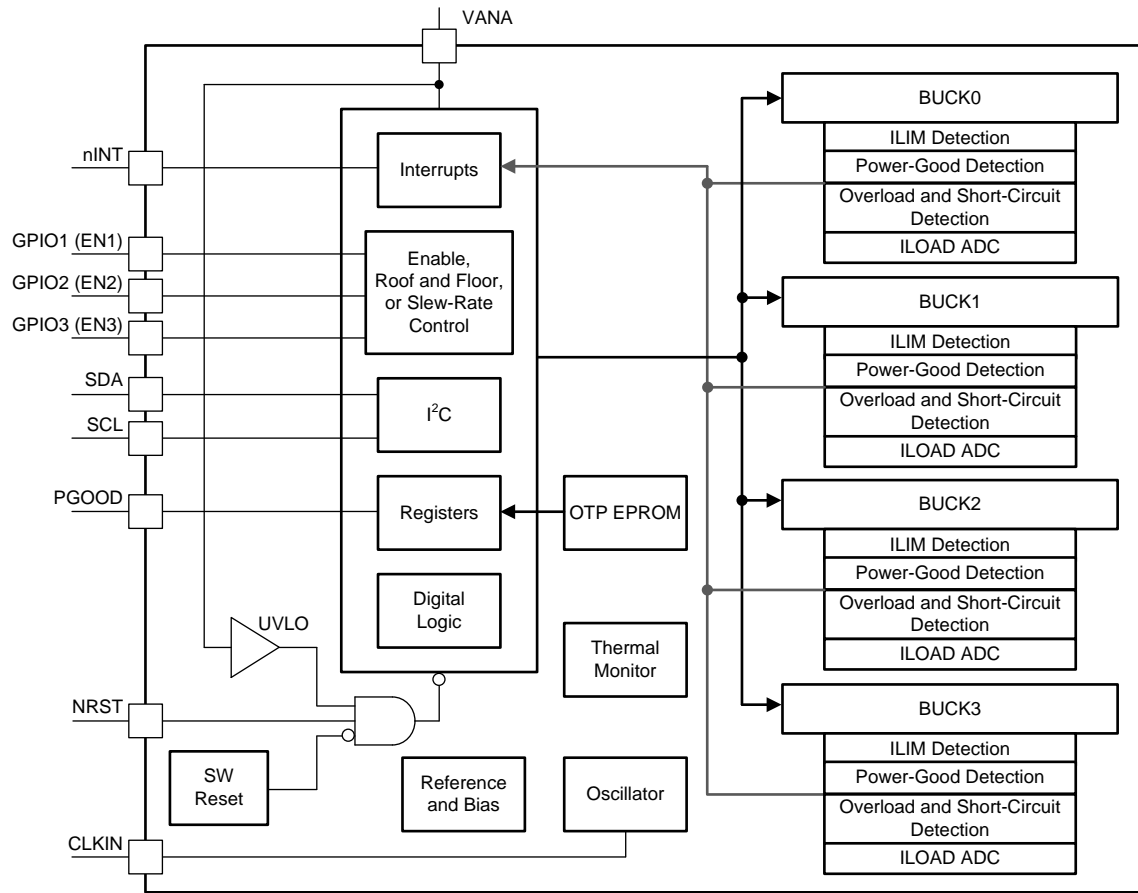 VANA
nINT
GPIO1 (EN1)
GPIO2 (EN2)
GPIO3 (EN3)
SDA
SCL
PGOOD
NRST
CLKIN
Interrupts
Enable,
Roof and Floor,
or Slew-Rate
Control
I²C
Registers
Digital
Logic
UVLO
SW
Reset
Reference
and Bias
OTP EPROM
Thermal
Monitor
Oscillator
BUCK0
ILIM Detection
Power-Good Detection
Overload and Short-Circuit
Detection
ILOAD ADC
BUCK1
ILIM Detection
Power-Good Detection
Overload and Short-Circuit
Detection
ILOAD ADC
BUCK2
ILIM Detection
Power-Good Detection
Overload and Short-Circuit
Detection
ILOAD ADC
BUCK3
ILIM Detection
Power-Good Detection
Overload and Short-Circuit
Detection
ILOAD ADC